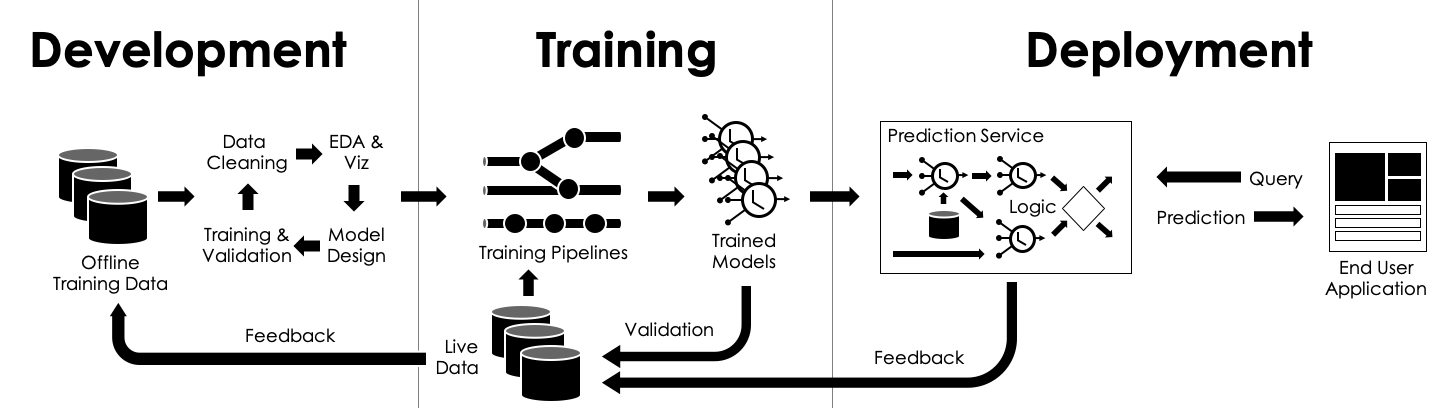 Development
Training
Deployment
Data
Cleaning
EDA &
Viz
Training &
Validation
Model
Design
Offline
Training Data
Feedback
Training Pipelines
Trained
Models
Live
Data
Validation
Prediction Service
Logic
Feedback
Query
Prediction
End User
Application